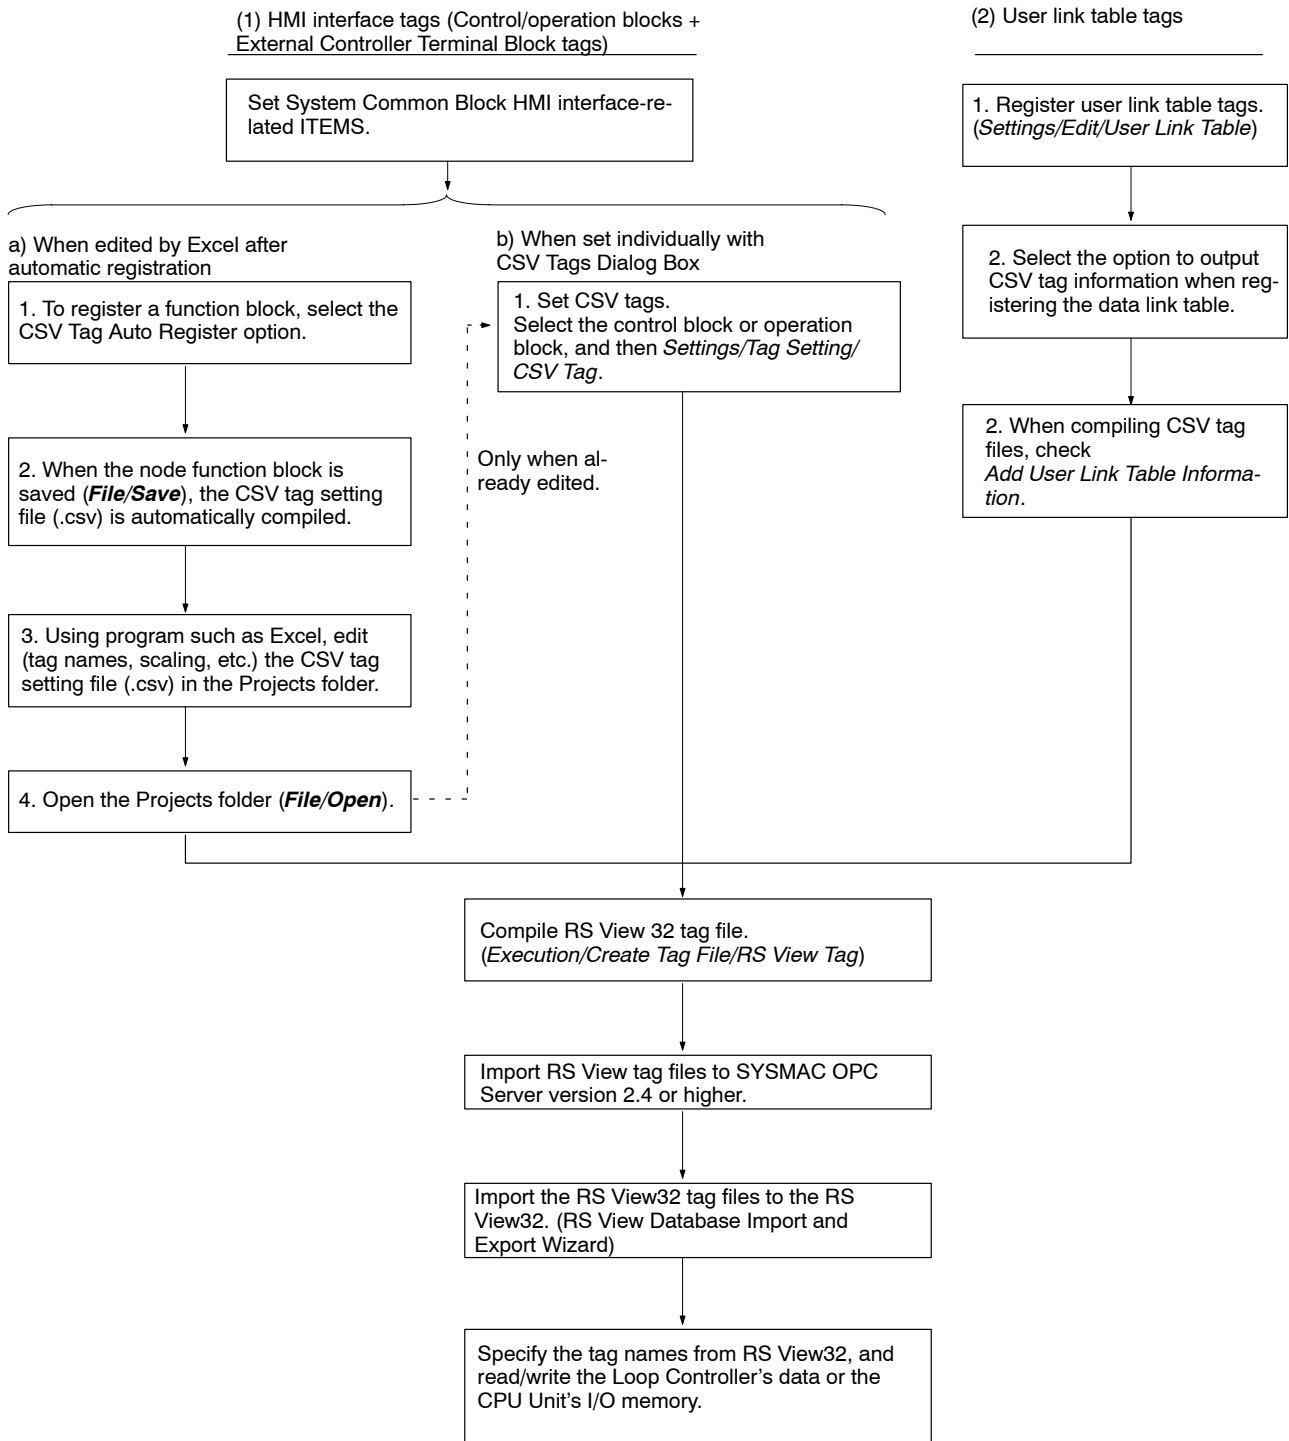 (1) HMI interface tags (Control/operation blocks +
External Controller Terminal Block tags)
Set System Common Block HMI interface-re-
lated ITEMS.
a) When edited by Excel after
automatic registration
1. To register a function block, select the
CSV Tag Auto Register option.
2. When the node function block is
saved (File/Save), the CSV tag setting
file (.csv) is automatically compiled.
3. Using program such as Excel, edit
(tag names, scaling, etc.) the CSV tag
setting file (.csv) in the Projects folder.
4. Open the Projects folder (File/Open).
b) When set individually with
CSV Tags Dialog Box
1. Set CSV tags.
Select the control block or operation
block, and then Settings/Tag Setting/
CSV Tag.
Only when al-
ready edited.
(2) User link table tags
1. Register user link table tags.
(Settings/Edit/User Link Table)
2. Select the option to output
CSV tag information when reg-
istering the data link table.
2. When compiling CSV tag
files, check
Add User Link Table Informa-
tion.
Compile RS View 32 tag file.
(Execution/Create Tag File/RS View Tag)
Import RS View tag files to SYSMAC OPC
Server version 2.4 or higher.
Import the RS View32 tag files to the RS
View32. (RS View Database Import and
Export Wizard)
Specify the tag names from RS View32, and
read/write the Loop Controller's data or the
CPU Unit's I/O memory.